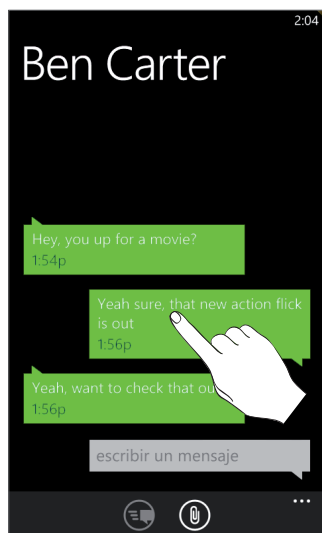 2:04
Ben Carter
Hey, you up for a movie?
1:54p
Yeah sure, that new action flick
is out
1:56p
Yeah, want to check that
1:56p
escribir un mensaje